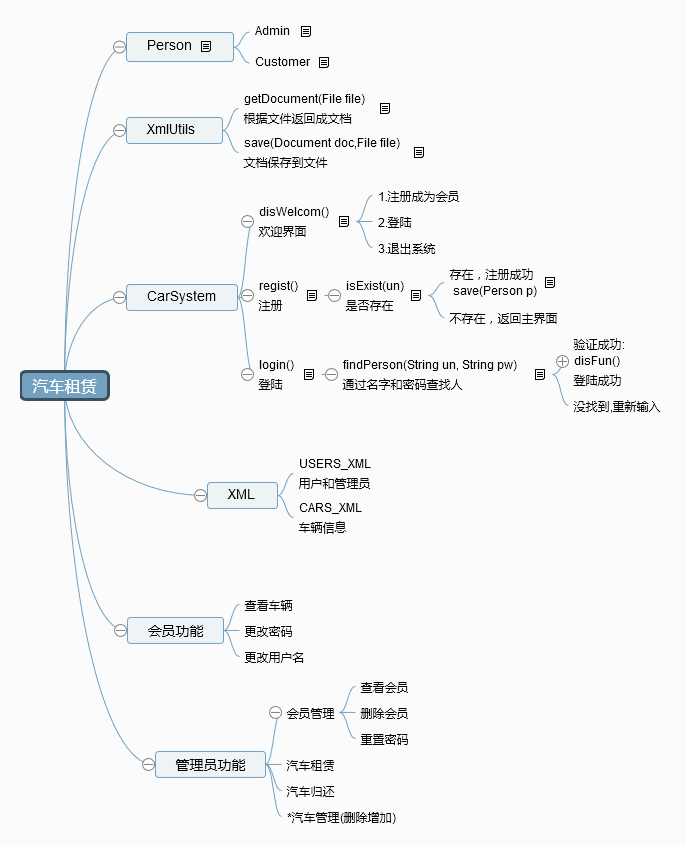 汽车租赁
Person
Admin
Customer
XmlUtils
getDocument(File file)
根据文件返回成文档
save(Document doc,File file)
文档保存到文件
CarSystem
disWelcom()
欢迎界面
1.注册成为会员
2.登陆
3.退出系统
regist()
注册
isExist(un)
是否存在
存在，注册成功
save(Person p)
不存在，返回主界面
login()
登陆
findPerson(String un, String pw)
通过名字和密码查找人
验证成功:
disFun()
登陆成功
没找到,重新输入
XML
USERS_XML
用户和管理员
CARS_XML
车辆信息
会员功能
查看车辆
更改密码
更改用户名
管理员功能
会员管理
查看会员
删除会员
重置密码
汽车租赁
汽车归还
*汽车管理(删除增加)